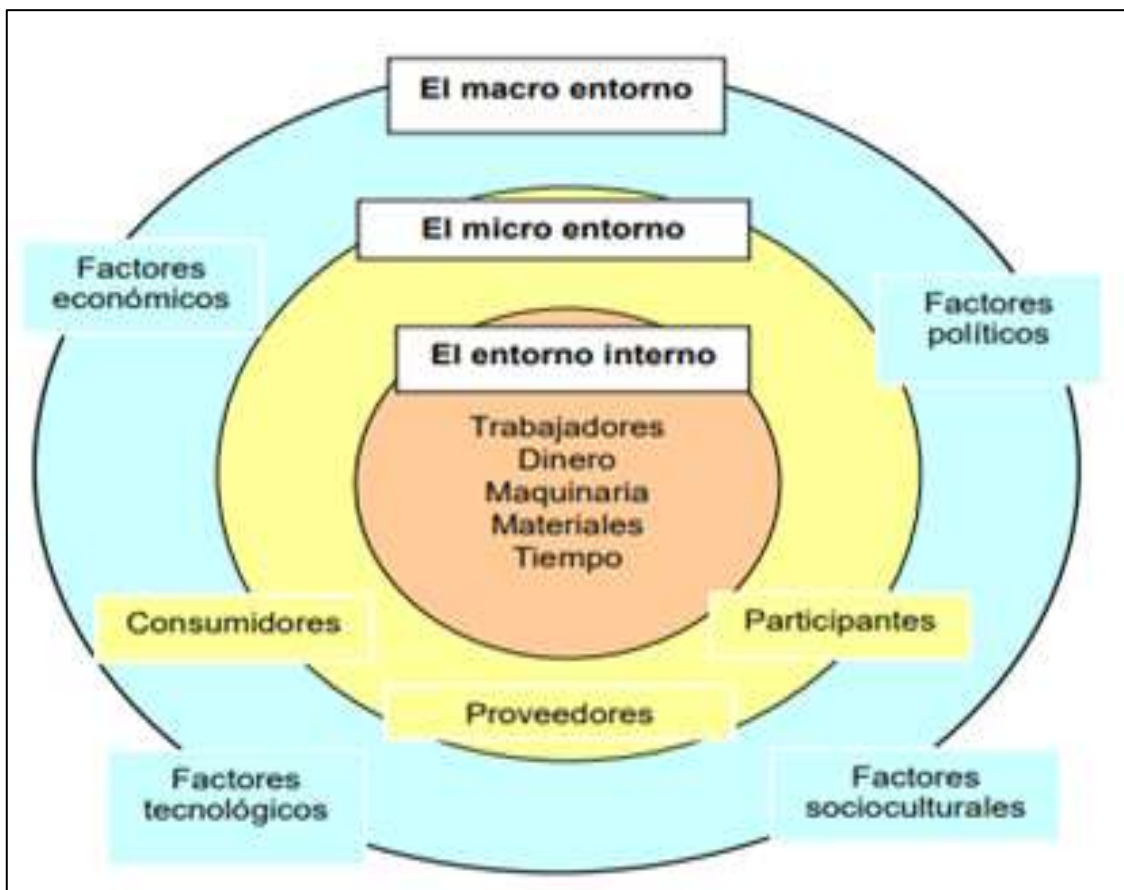 El macro entorno
El micro entorno
Factores
económicos
Factores
políticos
El entorno interno
Trabajadores
Dinero
Maquinaria
Materiales
Tiempo
Consumidores
Participantes
Proveedores
Factores
tecnológicos
Factores
socioculturales